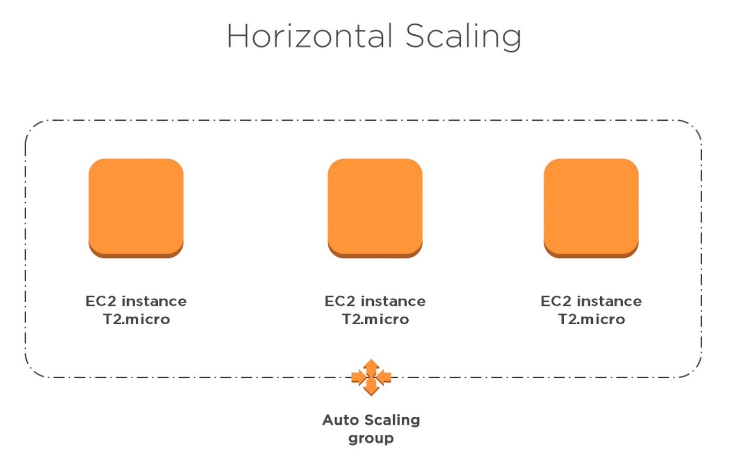 Horizontal Scaling
EC2 instance
T2.micro
EC2 instance
T2.micro
EC2 instance
T2.micro
Auto Scaling
group